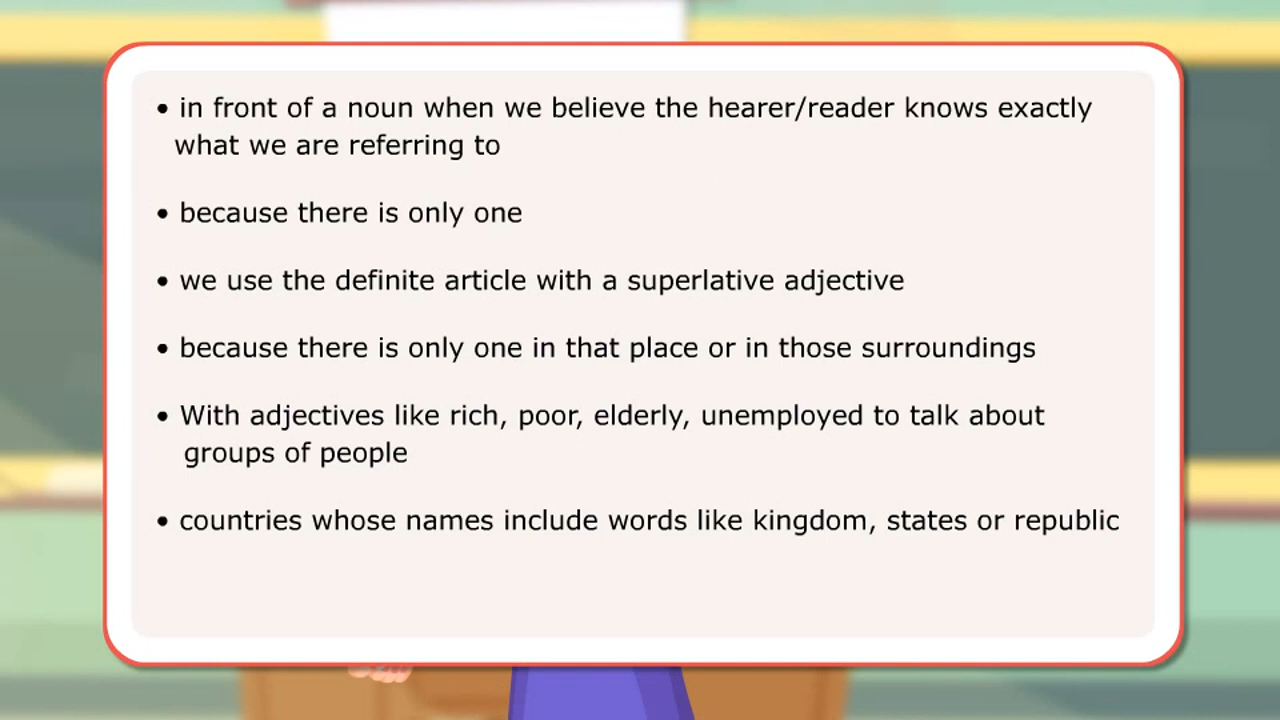 • in front of a noun when we believe the hearer/reader knows exactly
what we are referring to
• because there is only one
• we use the definite article with a superlative adjective
• because there is only one in that place or in those surroundings
• With adjectives like rich, poor, elderly, unemployed to talk about
groups of people
• countries whose names include words like kingdom, states or republic